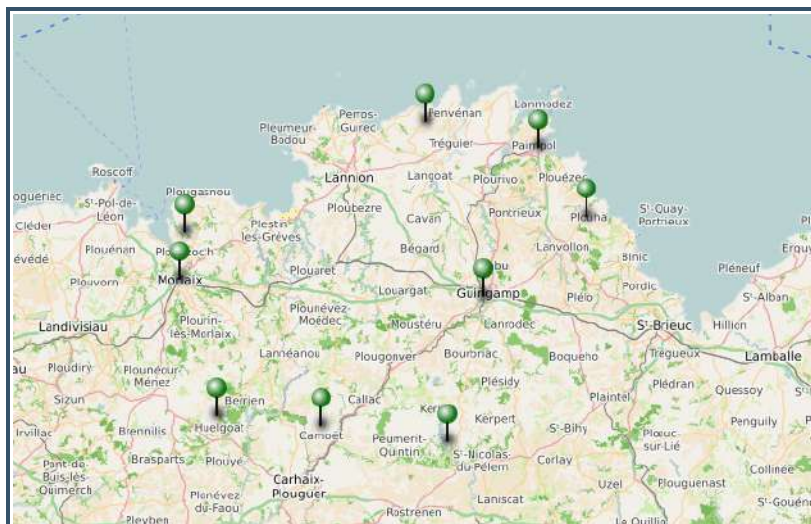 Lanmodez
Perros-
Guirec
Penvénan
Pleumeur-
Bodou
Tréguier
Paimpol
Roscoff
Lannion
Langoat
Plourivo
Plouézec
Plougasnou
St-Pol-de-
Léon
Ploubezre
Cavan
Pontrieux
Plouha
St-Quay-
Portrieux
Cléder
Plestin
-les-Grèves
Plouénan
Bégard
Lanvollon
Binic
Pléneuf
Plouvorn
Morlaix
Plouaret
Louargat
Guingamp
Plélo
Pordic
St-Alban
Landivisiau
Plourin-
lès-Morlaix
Plounévez-
Moëdec
Moustéru
Lanrodec
St-Brieuc
Hillion
Lannéanou
Plougonver
Bourbriac
Boqueho
Trégueux
Lamballe
Ploudiry
Plounéour-
Ménez
Sizun
Berrien
Callac
Plésidy
Plaintel
Plédran
Quessoy
Penguily
Huelgoat
Kerpert
Irvillac
Brennilis
Peumerit-
Quintin
St-Bihy
Plœuc-
sur-Lié
Brasparts
Plouyé
St-Nicolas-
du-Pélem
Corlay
Collinée
Pont-de-
Buis-lès-
Quimerch
Carhaix-
Plouguer
Uzel
Plouguenast
Plonévez-
du-Faou
Laniscat
Rostrenen
Pleyben